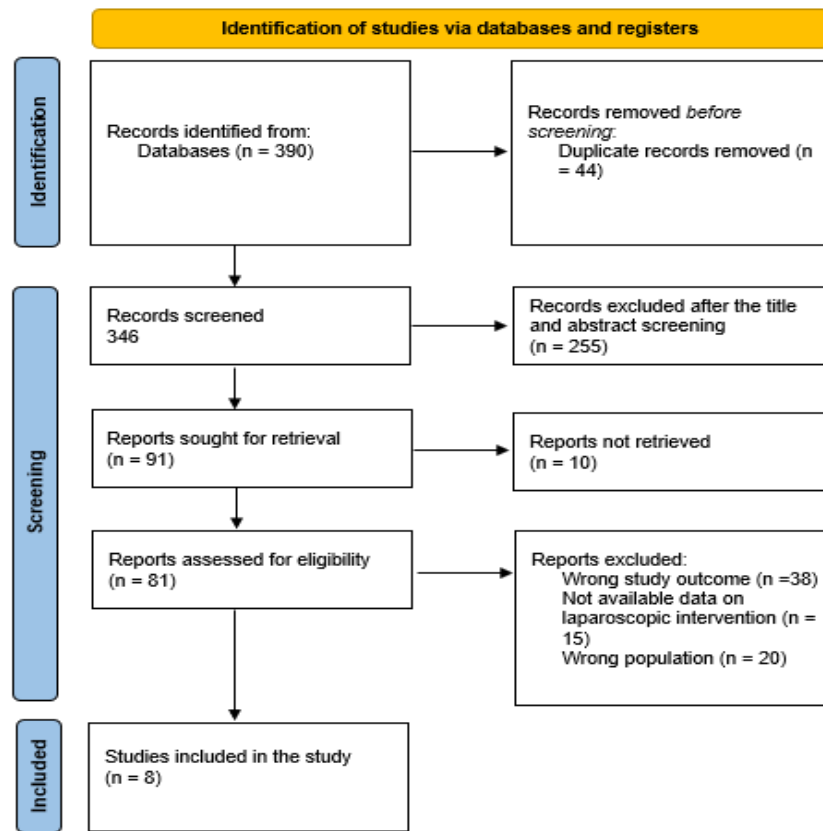 Identification of studies via databases and registers
Identification
Records identified from:
Databases (n = 390)
Records removed before
screening:
Duplicate records removed (n
= 44)
Screening
Records screened
346
Records excluded after the title
and abstract screening
(n = 255)
Reports sought for retrieval
(n = 91)
Reports not retrieved
(n = 10)
Reports assessed for eligibility
(n = 81)
Reports excluded:
Wrong study outcome (n =38)
Not available data on
laparoscopic intervention (n =
15)
Wrong population (n = 20)
Included
Studies included in the study
(n = 8)